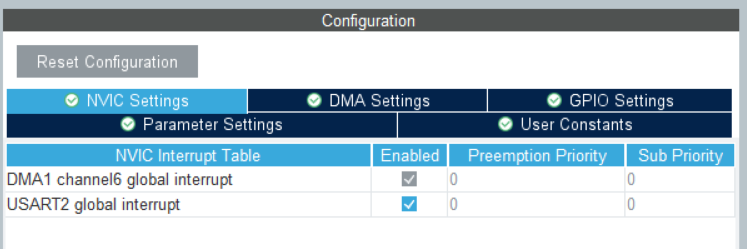 Configuration
Reset Configuration
NVIC Settings DMA Settings GPIO Settings
Parameter Settings User Constants
NVIC Interrupt Table Enabled Preemption Priority Sub Priority
DMA1 channel6 global interrupt 0 0
USART2 global interrupt 0 0